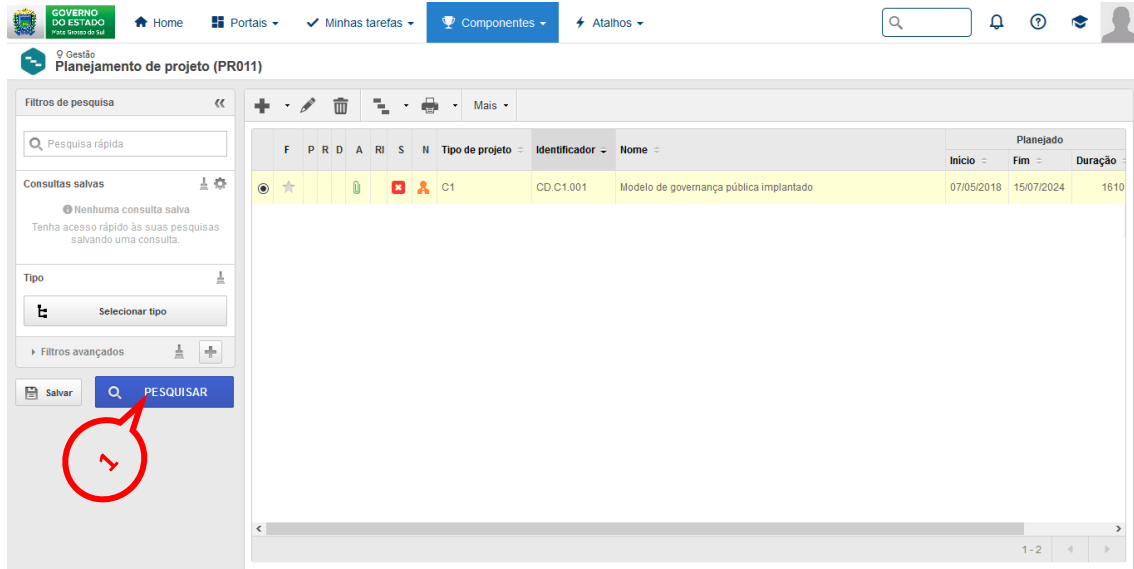 GOVERNO
DO ESTADO
Mato Grosso do Sul
Home
Portais
Minhas tarefas
Componentes
Atalhos
Gestão
Planejamento de projeto (PR011)
Filtros de pesquisa
Pesquisa rápida
Consultas salvas
Nenhuma consulta salva
Tenha acesso rápido às suas pesquisas
salvando uma consulta.
Tipo
Selecionar tipo
Filtros avançados
Salvar
PESQUISAR
1
Mais
Planejado
F P R D A RI S N Tipo de projeto Identificador Nome Início Fim Duração
C1 CD.C1.001 Modelo de governança pública implantado 07/05/2018 15/07/2024 1610
1 - 2